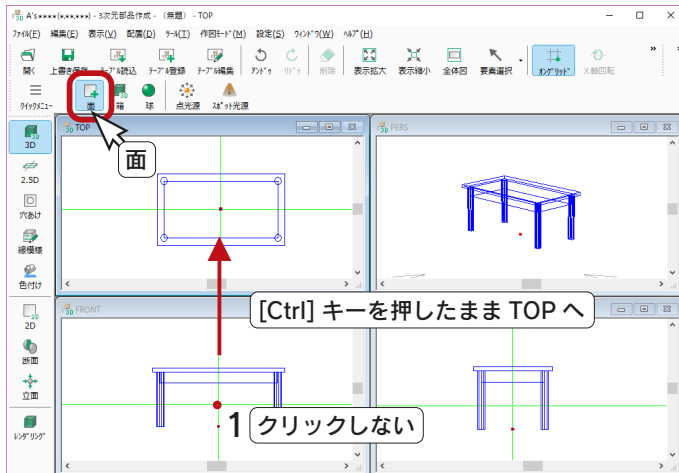 A's**** (*,**,***) - 3次元部品作成 - (無題) - TOP
ファイル(F) 編集(E) 表示(V) 配置(D) ツール(T) 作図モード(M) 設定(S) ウィンドウ(W) ヘルプ(H)
開く 上書き保存 テーブル読込 テーブル登録 テーブル編集 アンドゥ リドゥ 削除 表示拡大 表示縮小 全体図 要素選択 オングリッド X軸回転
クイックメニュー 面 箱 球 点光源 スポット光源
3D
2.5D
穴あけ
線模様
色付け
2D
断面
立面
レンダリング
TOP
PERS
面
[Ctrl] キーを押したまま TOP へ
FRONT
1 クリックしない